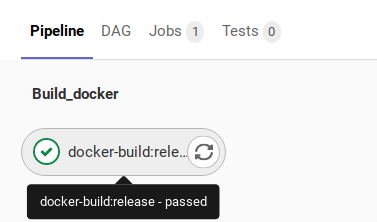 Pipeline DAG Jobs 1 Tests 0
Build_docker
docker-build:rele...
docker-build:release - passed